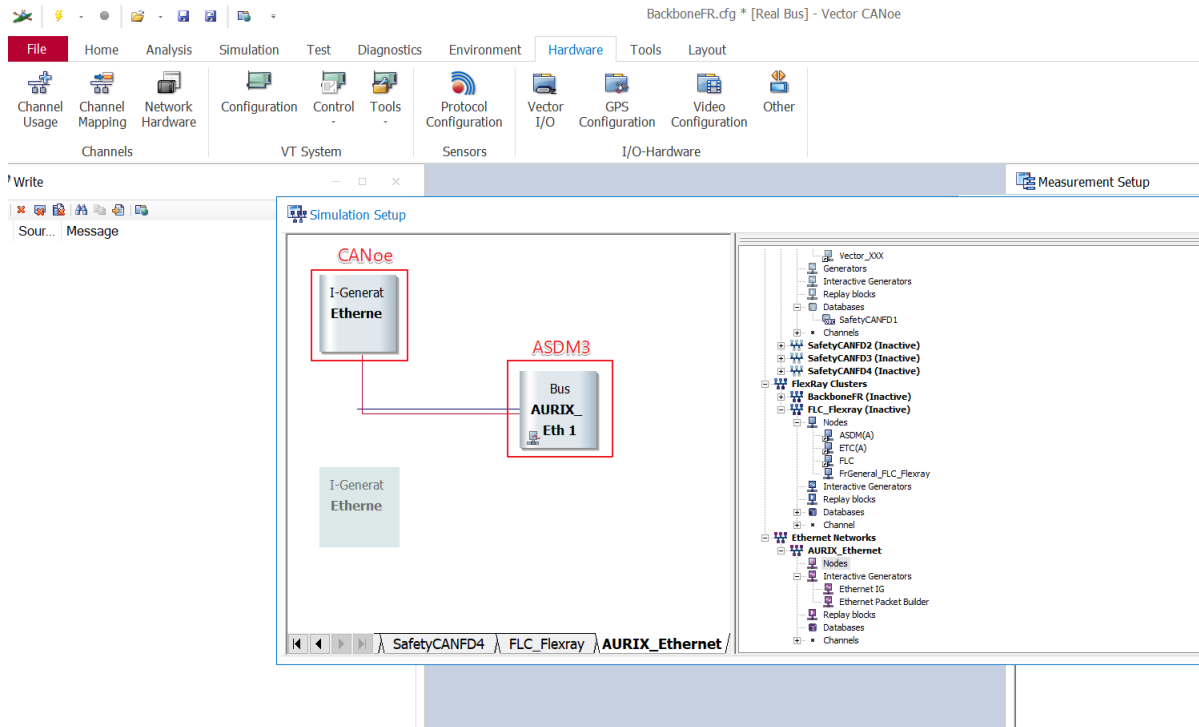 BackboneFR.cfg * [Real Bus] - Vector CANoe
File Home Analysis Simulation Test Diagnostics Environment Hardware Tools Layout
Channel Usage
Channel Mapping
Network Hardware
Configuration
Control
Tools
Protocol Configuration
Vector I/O
GPS Configuration
Video Configuration
Other
Channels VT System Sensors I/O-Hardware
Write
Measurement Setup
Sour... Message
Simulation Setup
CANoe
I-Generat
Etherne
ASDM3
Bus
AURIX_
Eth 1
I-Generat
Etherne
SafetyCANFD4 FLC_Flexray AURIX_Ethernet
Vector_XXX
Generators
Interactive Generators
Replay blocks
Databases
SafetyCANFD1
Channels
SafetyCANFD2 (Inactive)
SafetyCANFD3 (Inactive)
SafetyCANFD4 (Inactive)
FlexRay Clusters
BackboneFR (Inactive)
FLC_Flexray (Inactive)
Nodes
ASDM(A)
ETC(A)
FLC
FrGeneral_FLC_Flexray
Interactive Generators
Replay blocks
Databases
Channel
Ethernet Networks
AURIX_Ethernet
Nodes
Interactive Generators
Ethernet IG
Ethernet Packet Builder
Replay blocks
Databases
Channels